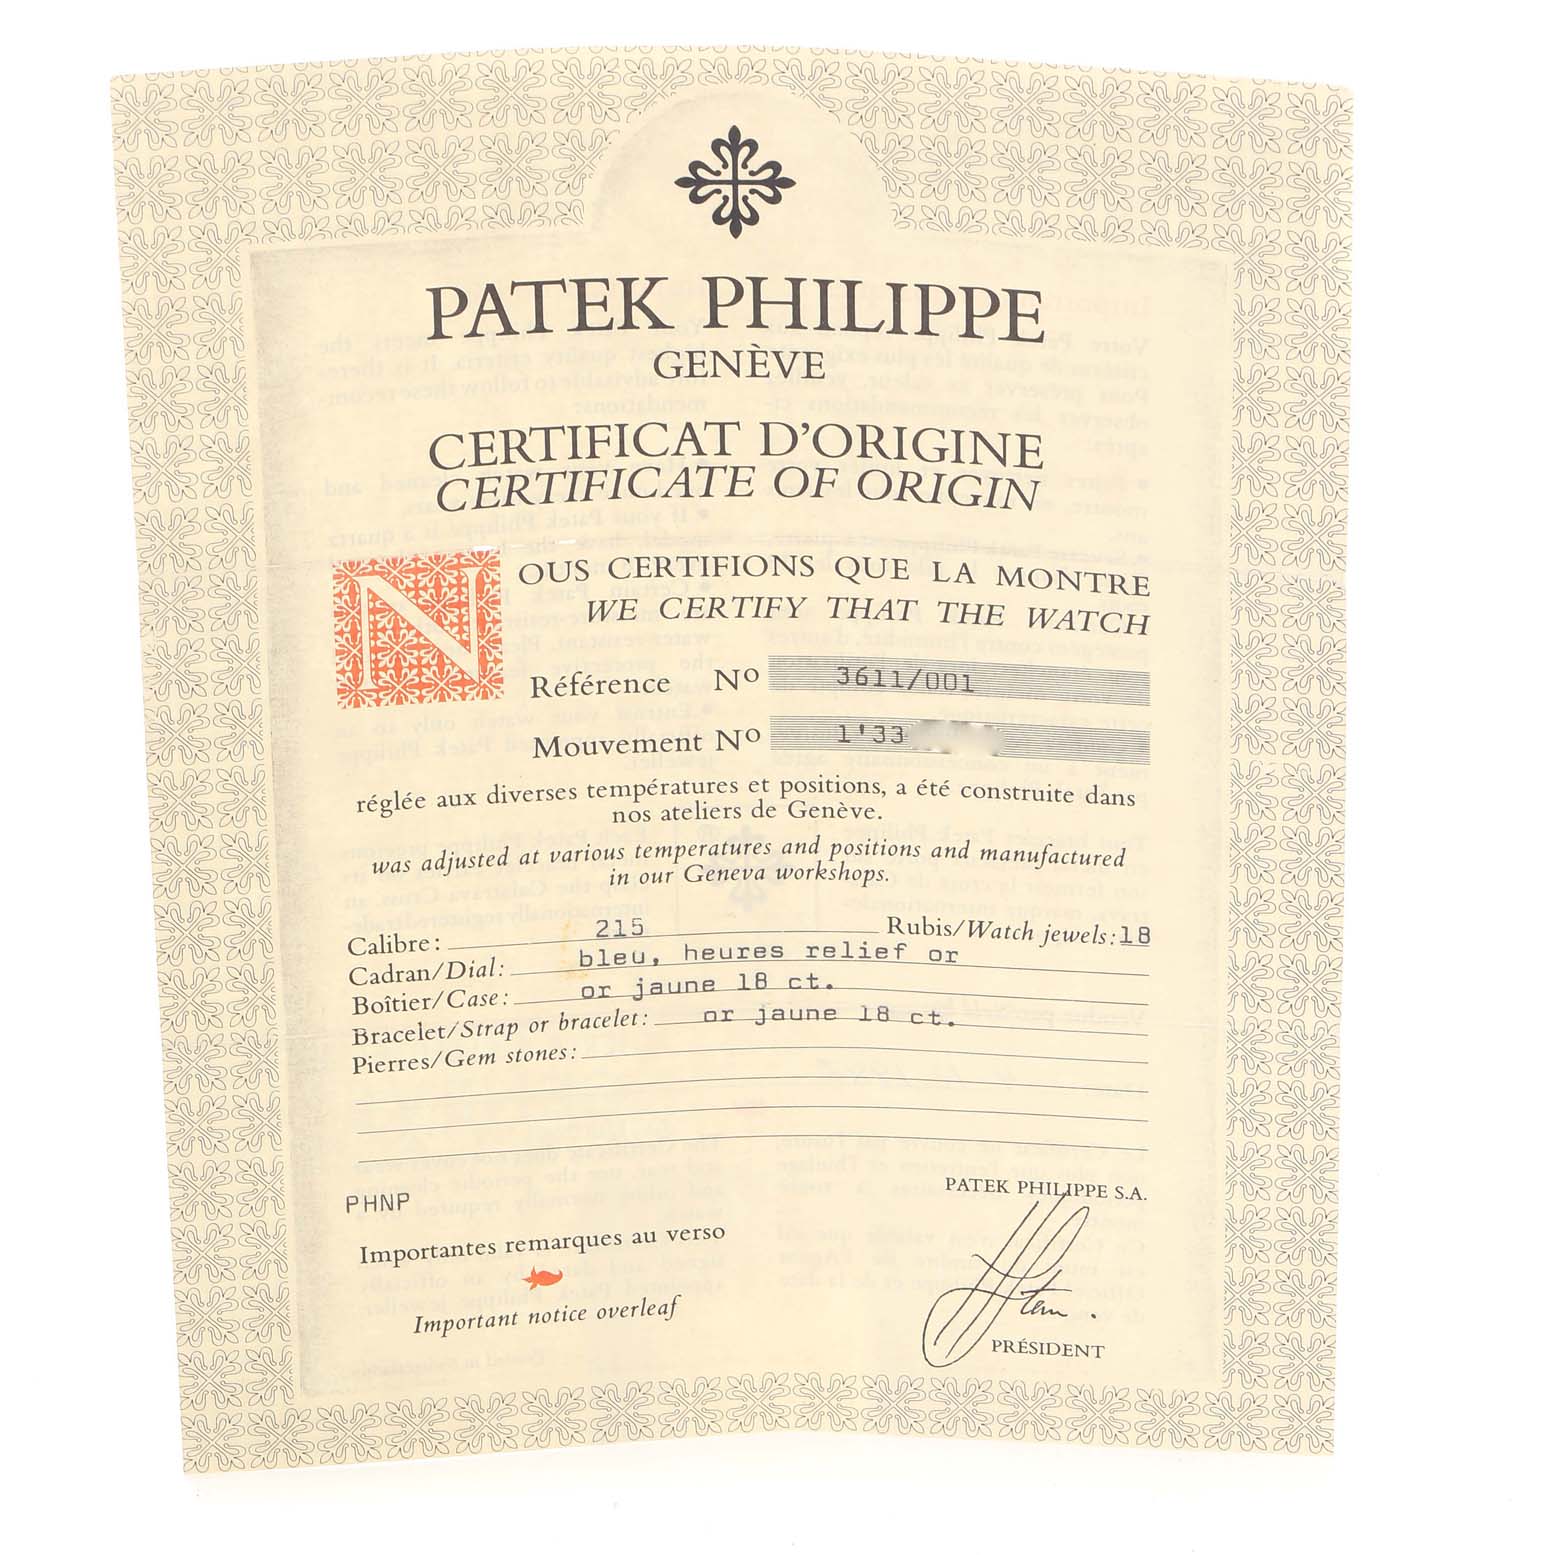 PATEK PHILIPPE
GENÈVE
CERTIFICAT D'ORIGINE
CERTIFICATE OF ORIGIN
NOUS CERTIFIONS QUE LA MONTRE
WE CERTIFY THAT THE WATCH
Référence Nº 3611/001
Mouvement Nº 1'33
réglée aux diverses températures et positions, a été construite dans
nos ateliers de Genève.
was adjusted at various temperatures and positions and manufactured
in our Geneva workshops.
Calibre: 215 Rubis/Watch jewels: 18
Cadran/Dial: bleu, heures relief or
Boîtier/Case: or jaune 18 ct.
Bracelet/Strap or bracelet: or jaune 18 ct.
Pierres/Gem stones:
PHNP
PATEK PHILIPPE S.A.
Importantes remarques au verso
Important notice overleaf
Stern.
PRÉSIDENT